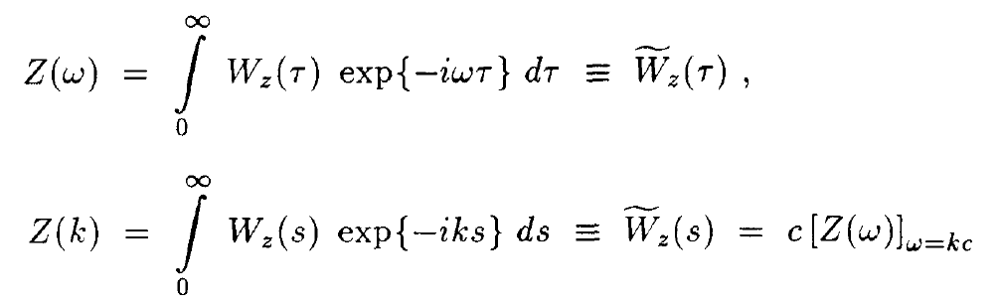 Z(ω) = ∫₀^∞ W_z(τ) exp{−iωτ} dτ ≡ W̃_z(τ) ,
Z(k) = ∫₀^∞ W_z(s) exp{−iks} ds ≡ W̃_z(s) = c [Z(ω)]_{ω=kc}